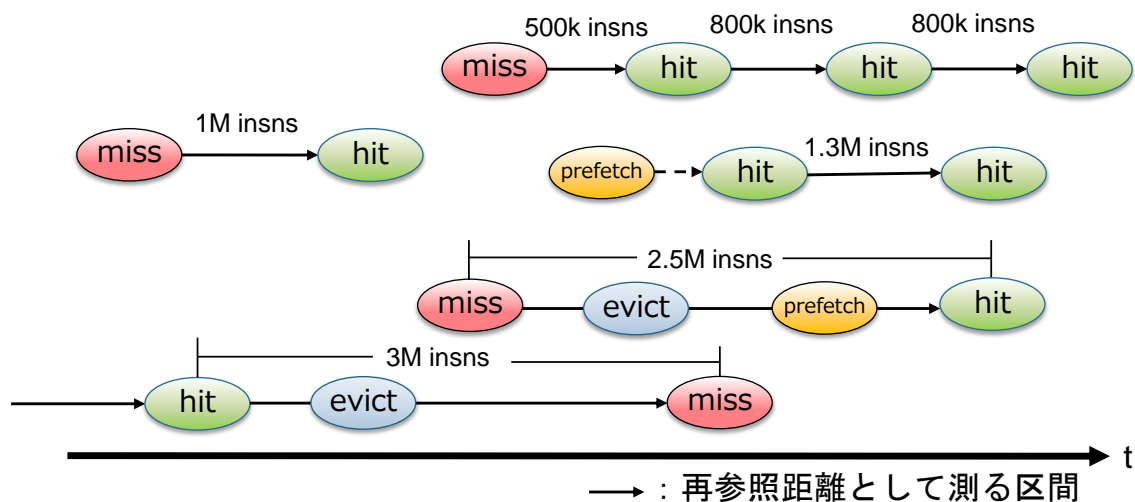 500k insns 800k insns 800k insns
miss hit hit hit
1M insns
miss hit
1.3M insns
prefetch hit hit
2.5M insns
miss evict prefetch hit
3M insns
hit evict miss
t
: 再参照距離として測る区間